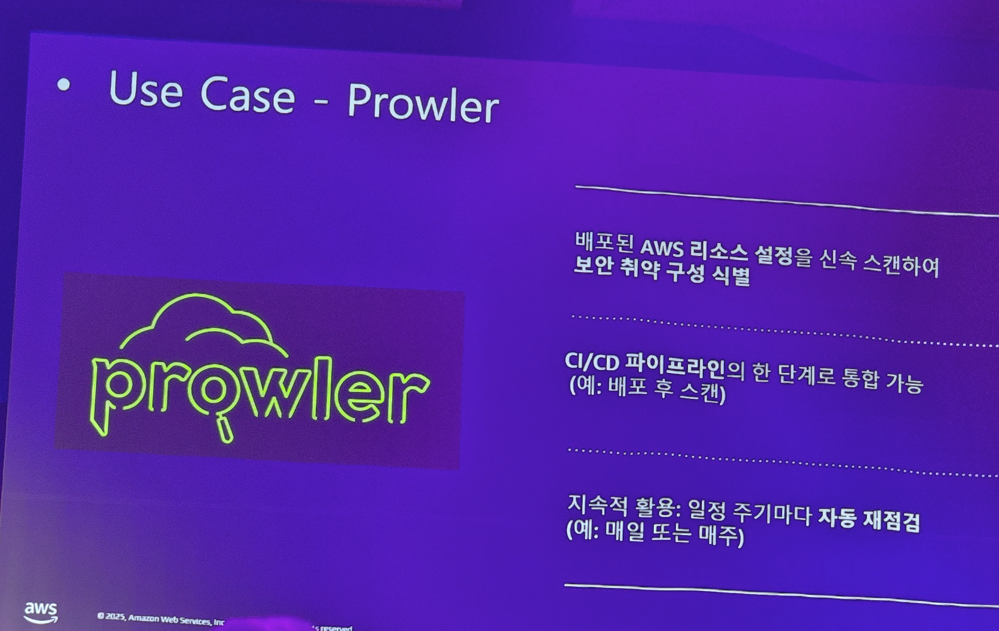 • Use Case - Prowler
prowler
배포된 AWS 리소스 설정을 신속 스캔하여
보안 취약 구성 식별
CI/CD 파이프라인의 한 단계로 통합 가능
(예: 배포 후 스캔)
지속적 활용: 일정 주기마다 자동 재점검
(예: 매일 또는 매주)
aws
© 2025, Amazon Web Services, Inc reserved.